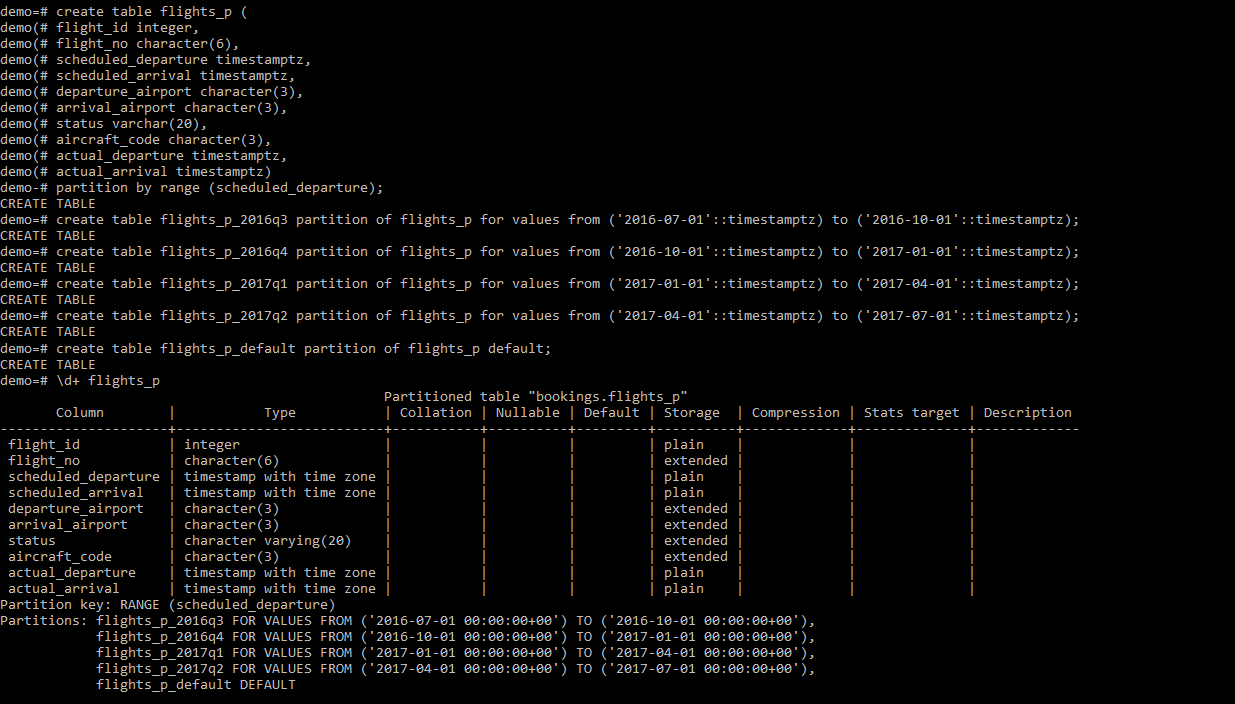 demo=# create table flights_p (
demo(# flight_id integer,
demo(# flight_no character(6),
demo(# scheduled_departure timestamptz,
demo(# scheduled_arrival timestamptz,
demo(# departure_airport character(3),
demo(# arrival_airport character(3),
demo(# status varchar(20),
demo(# aircraft_code character(3),
demo(# actual_departure timestamptz,
demo(# actual_arrival timestamptz)
demo-# partition by range (scheduled_departure);
CREATE TABLE
demo=# create table flights_p_2016q3 partition of flights_p for values from ('2016-07-01'::timestamptz) to ('2016-10-01'::timestamptz);
CREATE TABLE
demo=# create table flights_p_2016q4 partition of flights_p for values from ('2016-10-01'::timestamptz) to ('2017-01-01'::timestamptz);
CREATE TABLE
demo=# create table flights_p_2017q1 partition of flights_p for values from ('2017-01-01'::timestamptz) to ('2017-04-01'::timestamptz);
CREATE TABLE
demo=# create table flights_p_2017q2 partition of flights_p for values from ('2017-04-01'::timestamptz) to ('2017-07-01'::timestamptz);
CREATE TABLE
demo=# create table flights_p_default partition of flights_p default;
CREATE TABLE
demo=# \d+ flights_p
                                                Partitioned table "bookings.flights_p"
       Column        |           Type           | Collation | Nullable | Default | Storage  | Compression | Stats target | Description
---------------------+--------------------------+-----------+----------+---------+----------+-------------+--------------+-------------
 flight_id           | integer                  |           |          |         | plain    |             |              |
 flight_no           | character(6)             |           |          |         | extended |             |              |
 scheduled_departure | timestamp with time zone |           |          |         | plain    |             |              |
 scheduled_arrival   | timestamp with time zone |           |          |         | plain    |             |              |
 departure_airport   | character(3)             |           |          |         | extended |             |              |
 arrival_airport     | character(3)             |           |          |         | extended |             |              |
 status              | character varying(20)    |           |          |         | extended |             |              |
 aircraft_code       | character(3)             |           |          |         | extended |             |              |
 actual_departure    | timestamp with time zone |           |          |         | plain    |             |              |
 actual_arrival      | timestamp with time zone |           |          |         | plain    |             |              |
Partition key: RANGE (scheduled_departure)
Partitions: flights_p_2016q3 FOR VALUES FROM ('2016-07-01 00:00:00+00') TO ('2016-10-01 00:00:00+00'),
            flights_p_2016q4 FOR VALUES FROM ('2016-10-01 00:00:00+00') TO ('2017-01-01 00:00:00+00'),
            flights_p_2017q1 FOR VALUES FROM ('2017-01-01 00:00:00+00') TO ('2017-04-01 00:00:00+00'),
            flights_p_2017q2 FOR VALUES FROM ('2017-04-01 00:00:00+00') TO ('2017-07-01 00:00:00+00'),
            flights_p_default DEFAULT